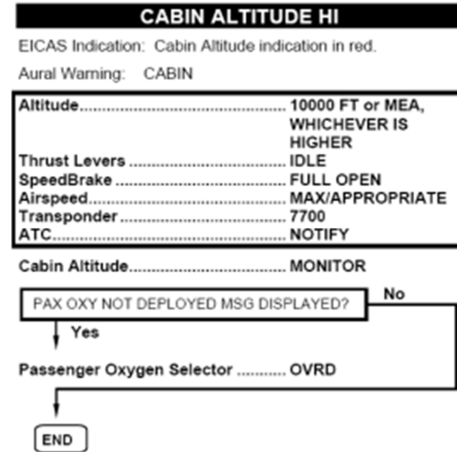 CABIN ALTITUDE HI
EICAS Indication: Cabin Altitude indication in red.
Aural Warning: CABIN
Altitude............................................. 10000 FT or MEA,
WHICHEVER IS
HIGHER
Thrust Levers .................................. IDLE
SpeedBrake ..................................... FULL OPEN
Airspeed............................................ MAX/APPROPRIATE
Transponder .................................... 7700
ATC.................................................... NOTIFY
Cabin Altitude.................................. MONITOR
PAX OXY NOT DEPLOYED MSG DISPLAYED?
No
Yes
Passenger Oxygen Selector ........... OVRD
END